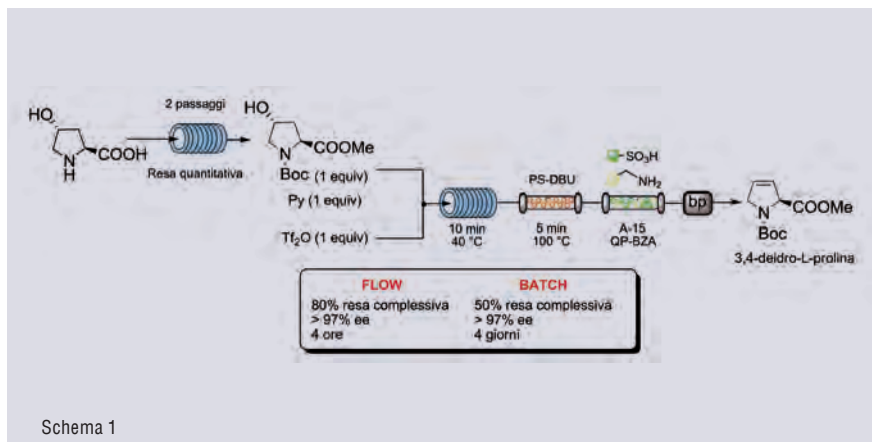 2 passaggi
HO
N
H
COOH
Resa quantitativa
HO
COOMe
N
Boc (1 equiv)
Py (1 equiv)
Tf₂O (1 equiv)
10 min
40 °C
PS-DBU
5 min
100 °C
SO₃H
NH₂
A-15
QP-BZA
bp
N
COOMe
Boc
3,4-deidro-L-prolina
FLOW
80% resa complessiva
> 97% ee
4 ore
BATCH
50% resa complessiva
> 97% ee
4 giorni
Schema 1